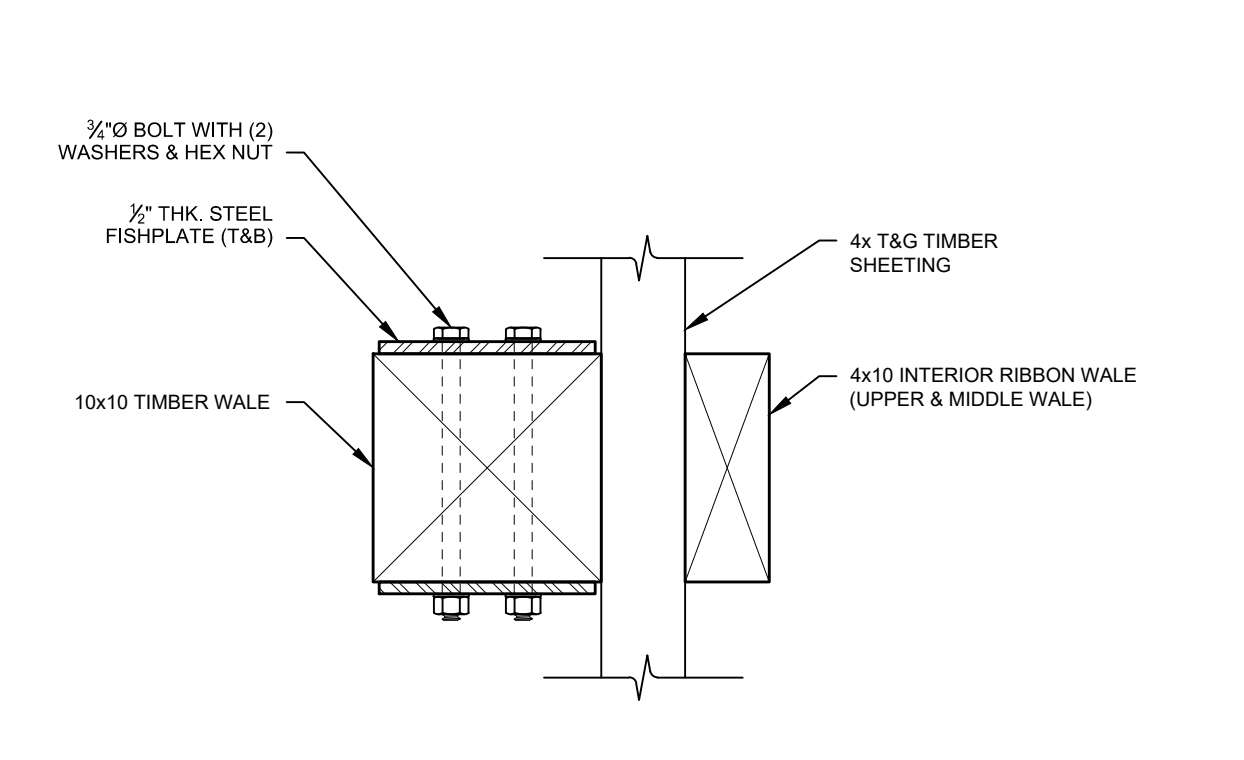 ¾"Ø BOLT WITH (2)
WASHERS & HEX NUT
½" THK. STEEL
FISHPLATE (T&B)
10x10 TIMBER WALE
4x T&G TIMBER
SHEETING
4x10 INTERIOR RIBBON WALE
(UPPER & MIDDLE WALE)